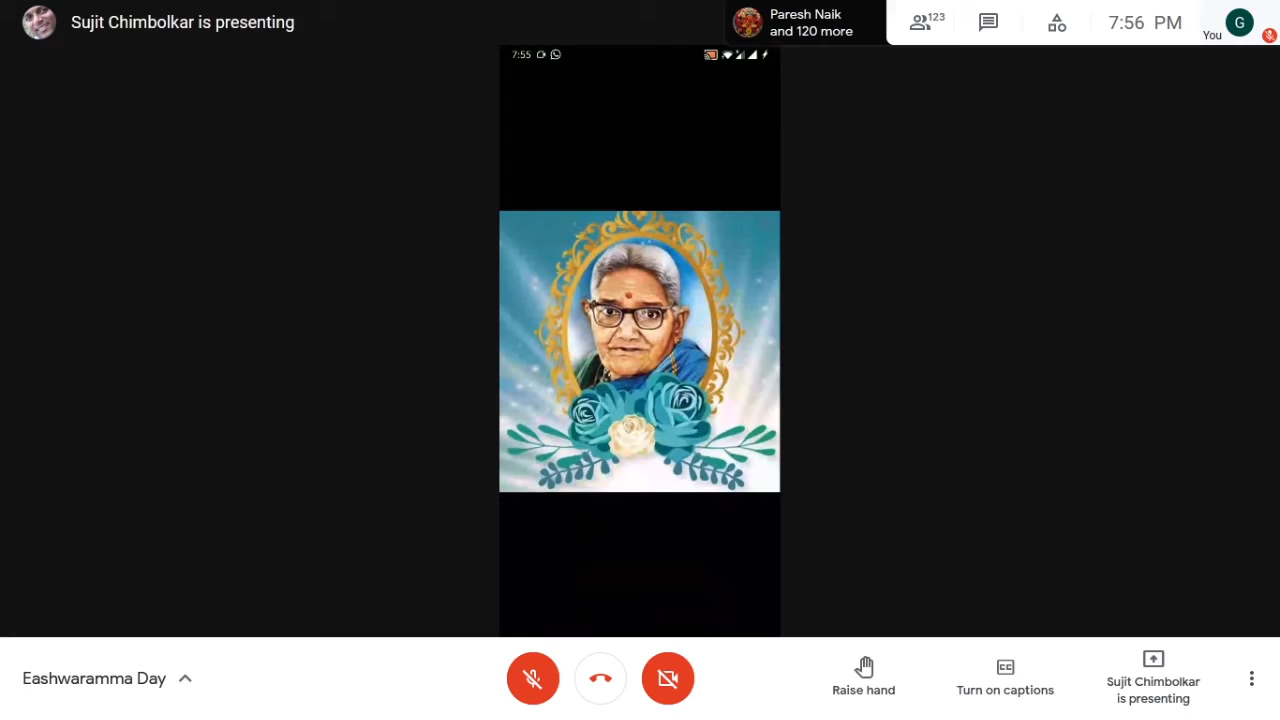 Sujit Chimbolkar is presenting
Paresh Naik
and 120 more
123
7:56 PM
You
G
7:55
Eashwaramma Day
Raise hand
CC
Turn on captions
Sujit Chimbolkar
is presenting